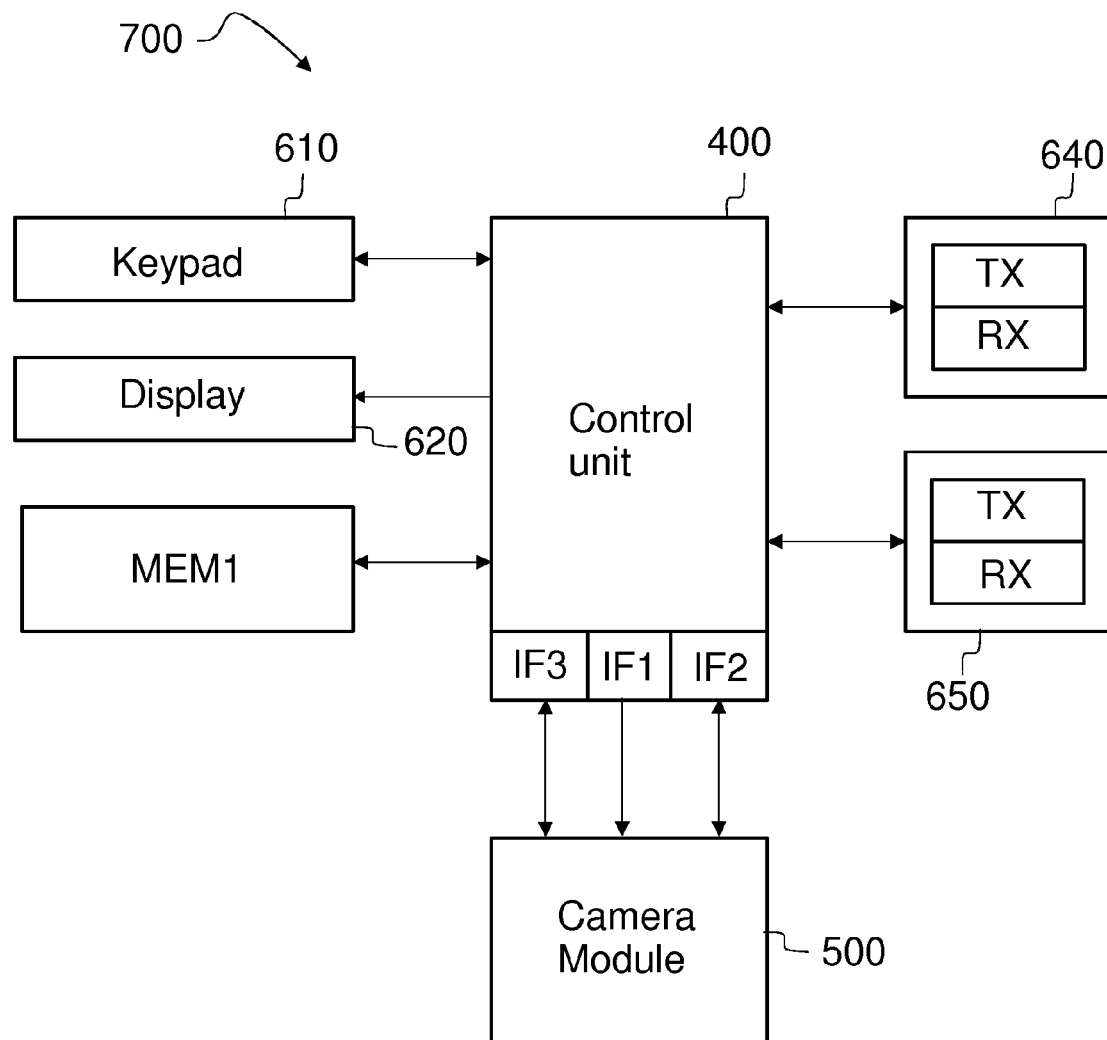 700
610
400
640
Keypad
TX
RX
Display
620
Control
unit
TX
RX
MEM1
IF3 IF1 IF2
650
Camera
Module
500